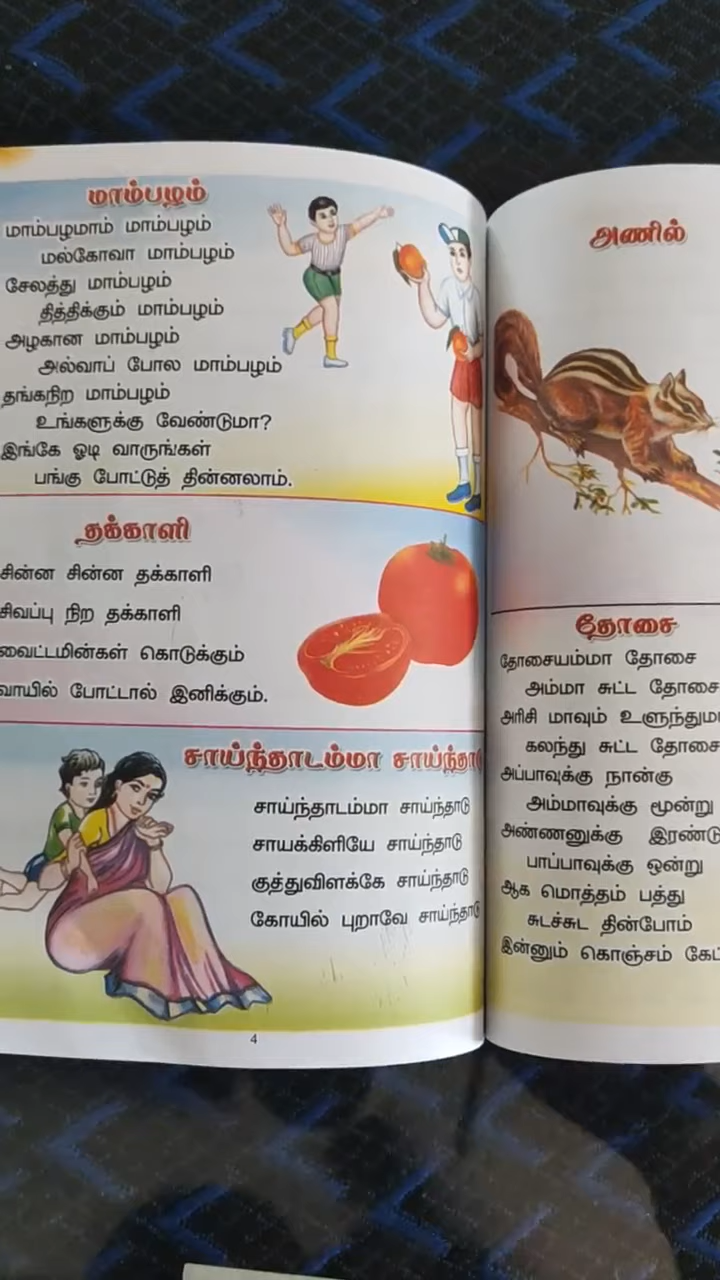 மாம்பழம்
மாம்பழமாம் மாம்பழம்
மல்கோவா மாம்பழம்
சேலத்து மாம்பழம்
தித்திக்கும் மாம்பழம்
அழகான மாம்பழம்
அல்வாப் போல மாம்பழம்
தங்கநிற மாம்பழம்
உங்களுக்கு வேண்டுமா?
இங்கே ஓடி வாருங்கள்
பங்கு போட்டுத் தின்னலாம்.
தக்காளி
சின்ன சின்ன தக்காளி
சிவப்பு நிற தக்காளி
வைட்டமின்கள் கொடுக்கும்
வாயில் போட்டால் இனிக்கும்.
சாய்ந்தாடம்மா சாய்ந்தாடு
சாய்ந்தாடம்மா சாய்ந்தாடு
சாயக்கிளியே சாய்ந்தாடு
குத்துவிளக்கே சாய்ந்தாடு
கோயில் புறாவே சாய்ந்தாடு
4
அணில்
தோசை
தோசையம்மா தோசை
அம்மா சுட்ட தோசை
அரிசி மாவும்
கலந்து சுட்ட தோசை
அப்பாவுக்கு நான்கு
அம்மாவுக்கு மூன்று
அண்ணனுக்கு இரண்டு
பாப்பாவுக்கு ஒன்று
ஆக மொத்தம் பத்து
சுடச்சுட தின்போம்
இன்னும் கொஞ்சம்